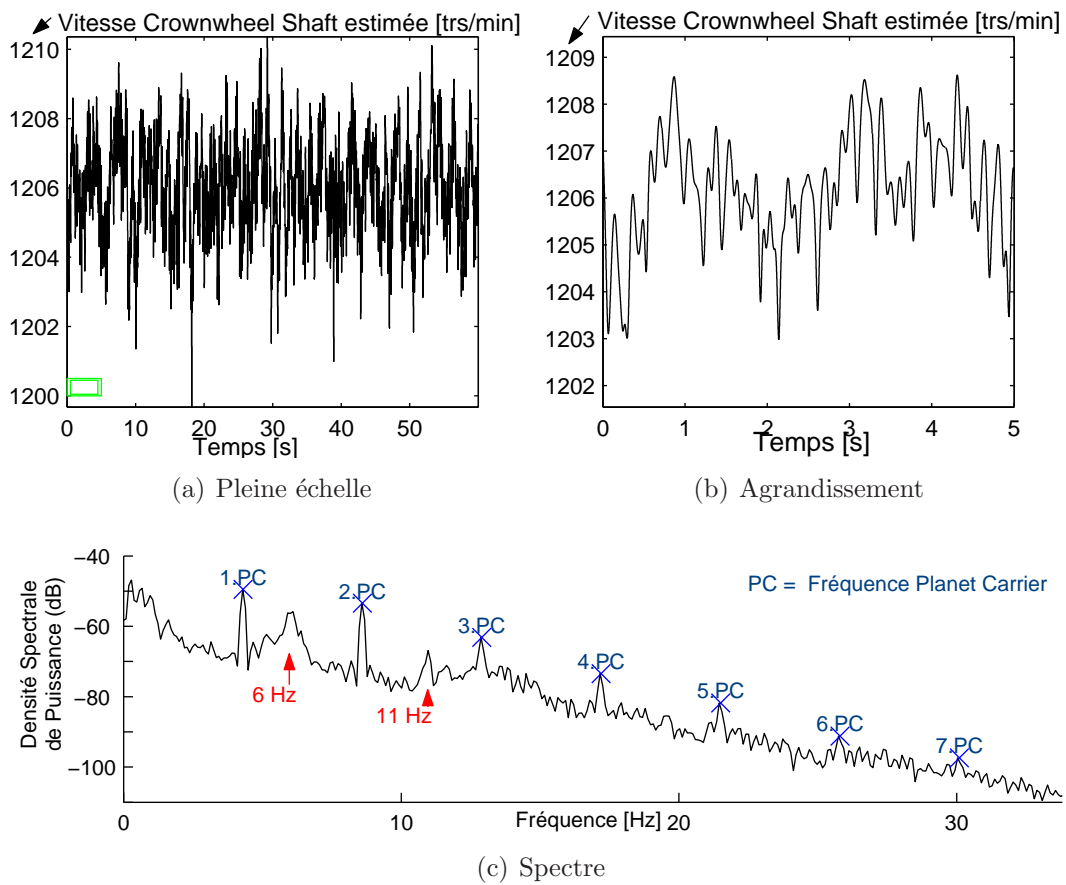 Vitesse Crownwheel Shaft estimée [trs/min]
1210
1208
1206
1204
1202
1200
0 10 20 30 40 50
Temps [s]
(a) Pleine échelle
Vitesse Crownwheel Shaft estimée [trs/min]
1209
1208
1207
1206
1205
1204
1203
1202
0 1 2 3 4 5
Temps [s]
(b) Agrandissement
Densité Spectrale
de Puissance (dB)
−40
−60
−80
−100
1.PC
2.PC
3.PC
4.PC
5.PC
6.PC
7.PC
PC = Fréquence Planet Carrier
6 Hz
11 Hz
0 10 20 30
Fréquence [Hz]
(c) Spectre